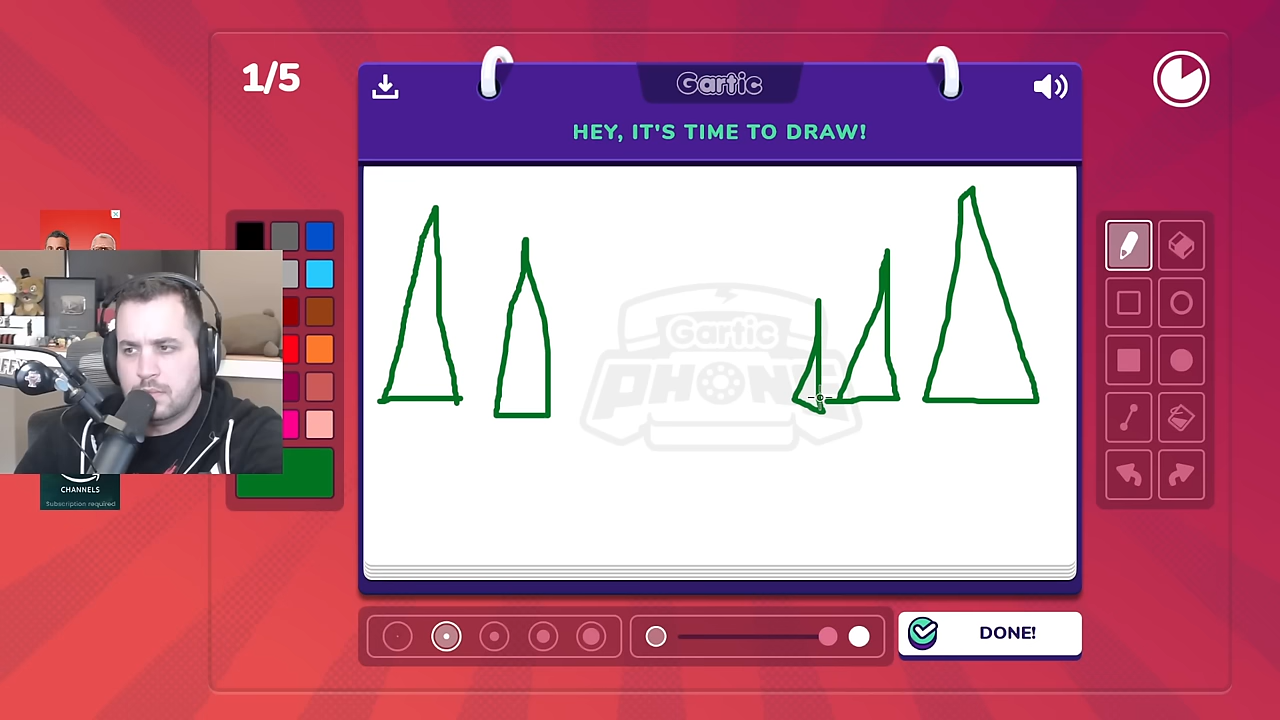 1/5
Gartic
HEY, IT'S TIME TO DRAW!
Gartic
PHONE
CHANNELS
Subscription required
DONE!